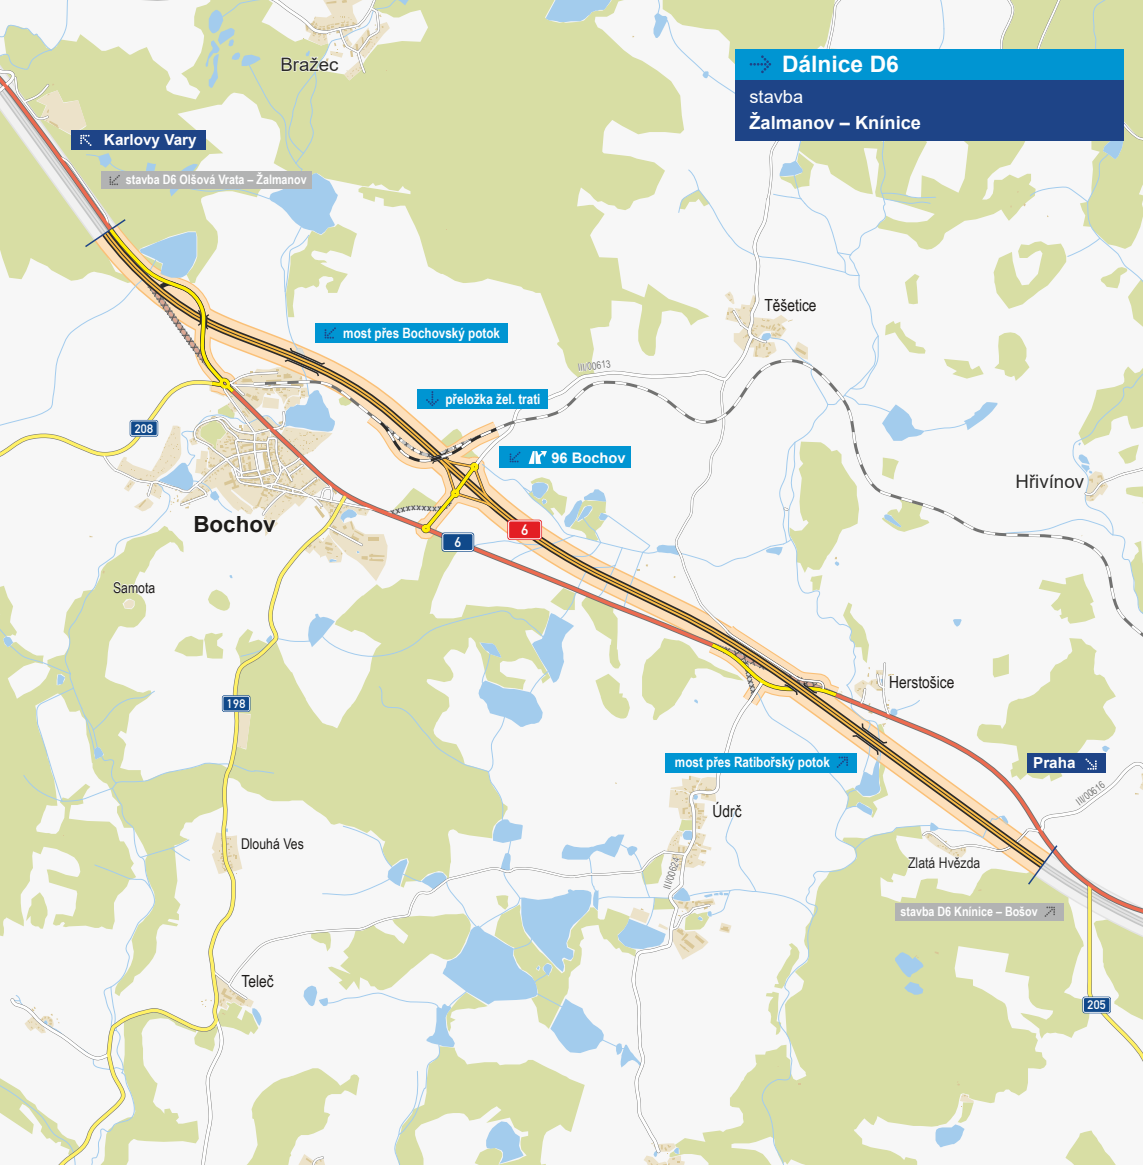 Bražec
Dálnice D6
stavba
Žalmanov – Knínice
Karlovy Vary
stavba D6 Olšová Vrata – Žalmanov
Těšetice
most přes Bochovský potok
III/00613
přeložka žel. trati
208
96 Bochov
Hřivínov
Bochov
6
6
Samota
Herstošice
198
most přes Ratibořský potok
Praha
III/00616
Údrč
Dlouhá Ves
Zlatá Hvězda
III/00624
stavba D6 Knínice – Bošov
Teleč
205